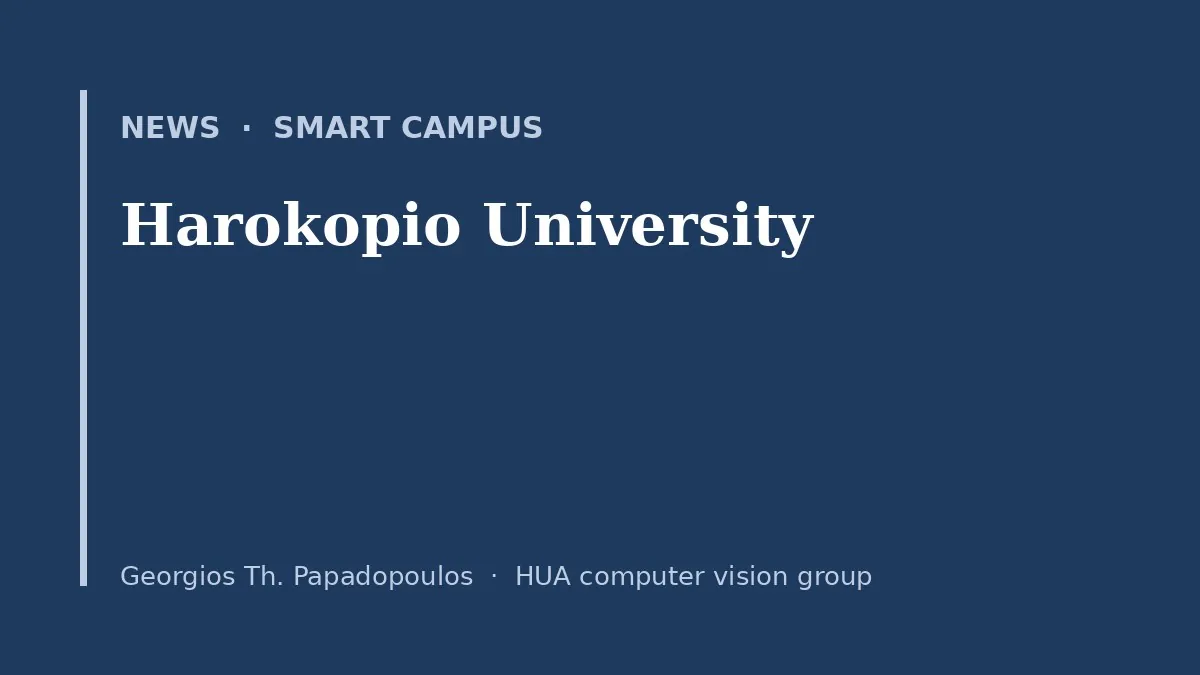 NEWS · SMART CAMPUS
Harokopio University
Georgios Th. Papadopoulos · HUA computer vision group